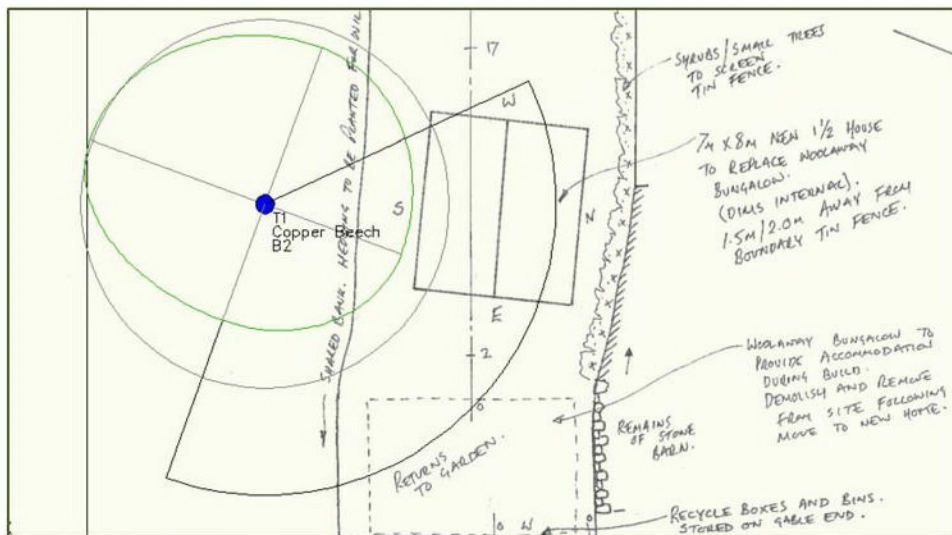 17
SHRUBS/SMALL TREES
TO SCREEN
TIN FENCE.
W
7M X 8M NEW 1½ HOUSE
TO REPLACE WOOLAWAY
BUNGALOW.
(DIMS INTERNAL).
1.5M/2.0M AWAY FROM
BOUNDARY TIN FENCE.
S
N
T1
Copper Beech
B2
E
SHARED BANK. HEDGING TO BE PLANTED FOR
2
WOOLAWAY BUNGALOW TO
PROVIDE ACCOMMODATION
DURING BUILD.
DEMOLISH AND REMOVE
FROM SITE FOLLOWING
MOVE TO NEW HOME.
0
REMAINS
OF STONE
BARN.
RETURNS
TO GARDEN.
RECYCLE BOXES AND BINS.
STORED ON GABLE END.
0
W
0